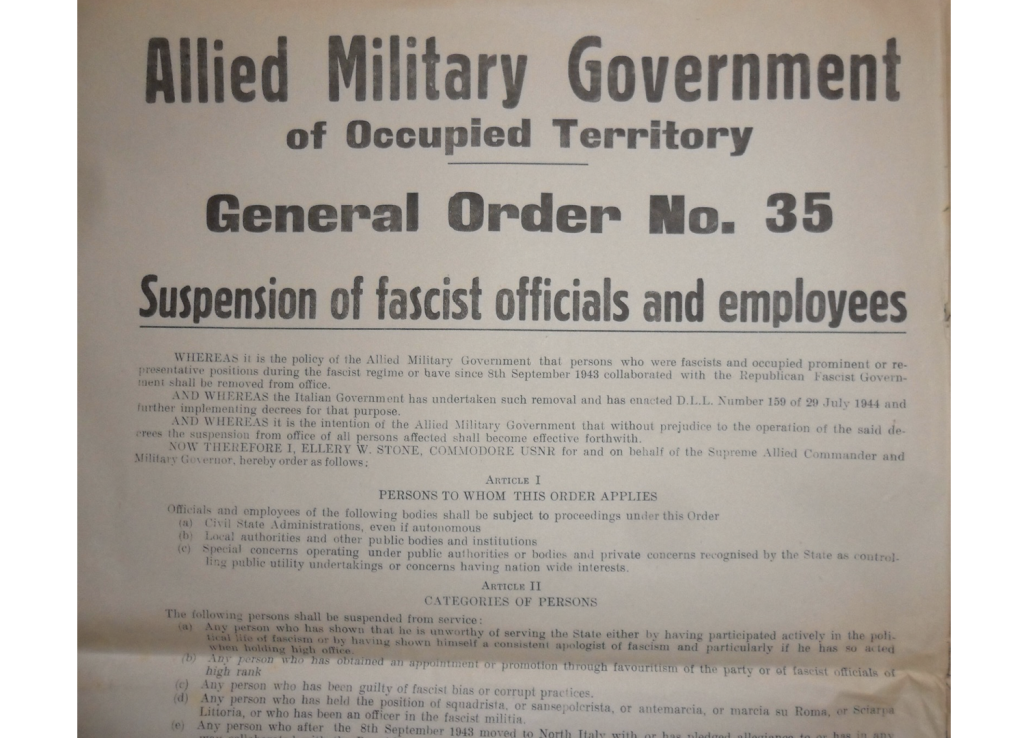 Allied Military Government
of Occupied Territory
General Order No. 35
Suspension of fascist officials and employees
WHEREAS it is the policy of the Allied Military Government that persons who were fascists and occupied prominent or re-
presentative positions during the fascist regime or have since 8th September 1943 collaborated with the Republican Fascist Govern-
ment shall be removed from office.
AND WHEREAS the Italian Government has undertaken such removal and has enacted D.L.L. Number 159 of 29 July 1944 and
further implementing decrees for that purpose.
AND WHEREAS it is the intention of the Allied Military Government that without prejudice to the operation of the said de-
crees the suspension from office of all persons affected shall become effective forthwith.
NOW THEREFORE I, ELLERY W. STONE, COMMODORE USNR for and on behalf of the Supreme Allied Commander and
Military Governor, hereby order as follows:
ARTICLE I
PERSONS TO WHOM THIS ORDER APPLIES
Officials and employees of the following bodies shall be subject to proceedings under this Order
(a) Civil State Administrations, even if autonomous
(b) Local authorities and other public bodies and institutions
(c) Special concerns operating under public authorities or bodies and private concerns recognised by the State as control-
ling public utility undertakings or concerns having nation wide interests.
ARTICLE II
CATEGORIES OF PERSONS
The following persons shall be suspended from service:
(a) Any person who has shown that he is unworthy of serving the State either by having participated actively in the poli-
tical life of fascism or by having shown himself a consistent apologist of fascism and particularly if he has so acted
when holding high office.
(b) Any person who has obtained an appointment or promotion through favouritism of the party or of fascist officials of
high rank
(c) Any person who has been guilty of fascist bias or corrupt practices.
(d) Any person who has held the position of squadrista, or sansepolcrista, or antemarcia, or marcia su Roma, or Sciarpa
Littoria, or who has been an officer in the fascist militia.
(e) Any person who after the 8th September 1943 moved to North Italy with or has pledged allegiance to or has in any